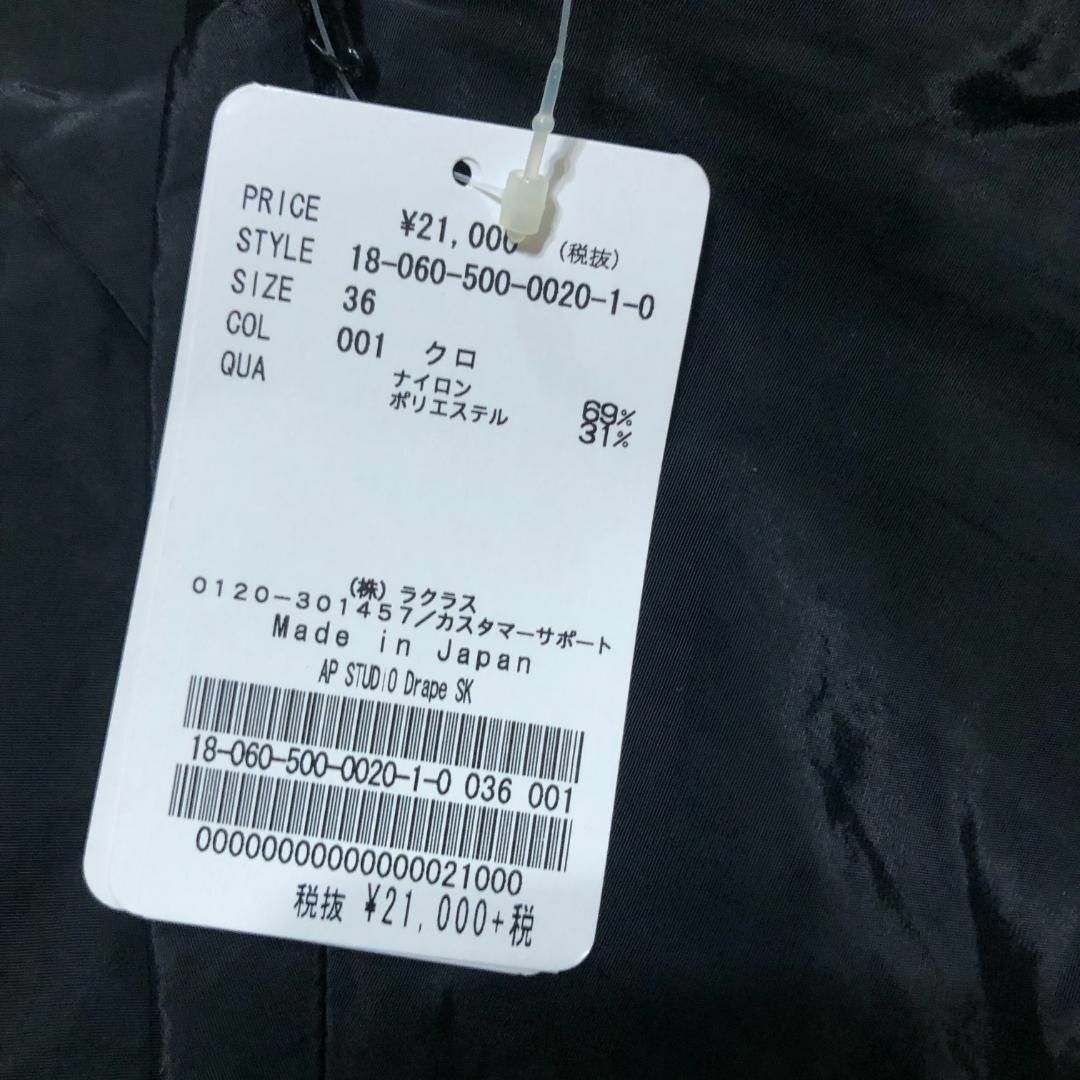 PRICE ¥21,000 (税抜)
STYLE 18-060-500-0020-1-0
SIZE 36
COL 001 クロ
QUA ナイロン 69%
ポリエステル 31%
(株)ラクラス
0120-301457/カスタマーサポート
Made in Japan
AP STUDIO Drape SK
18-060-500-0020-1-0 036 001
0000000000000021000
税抜 ¥21,000+税